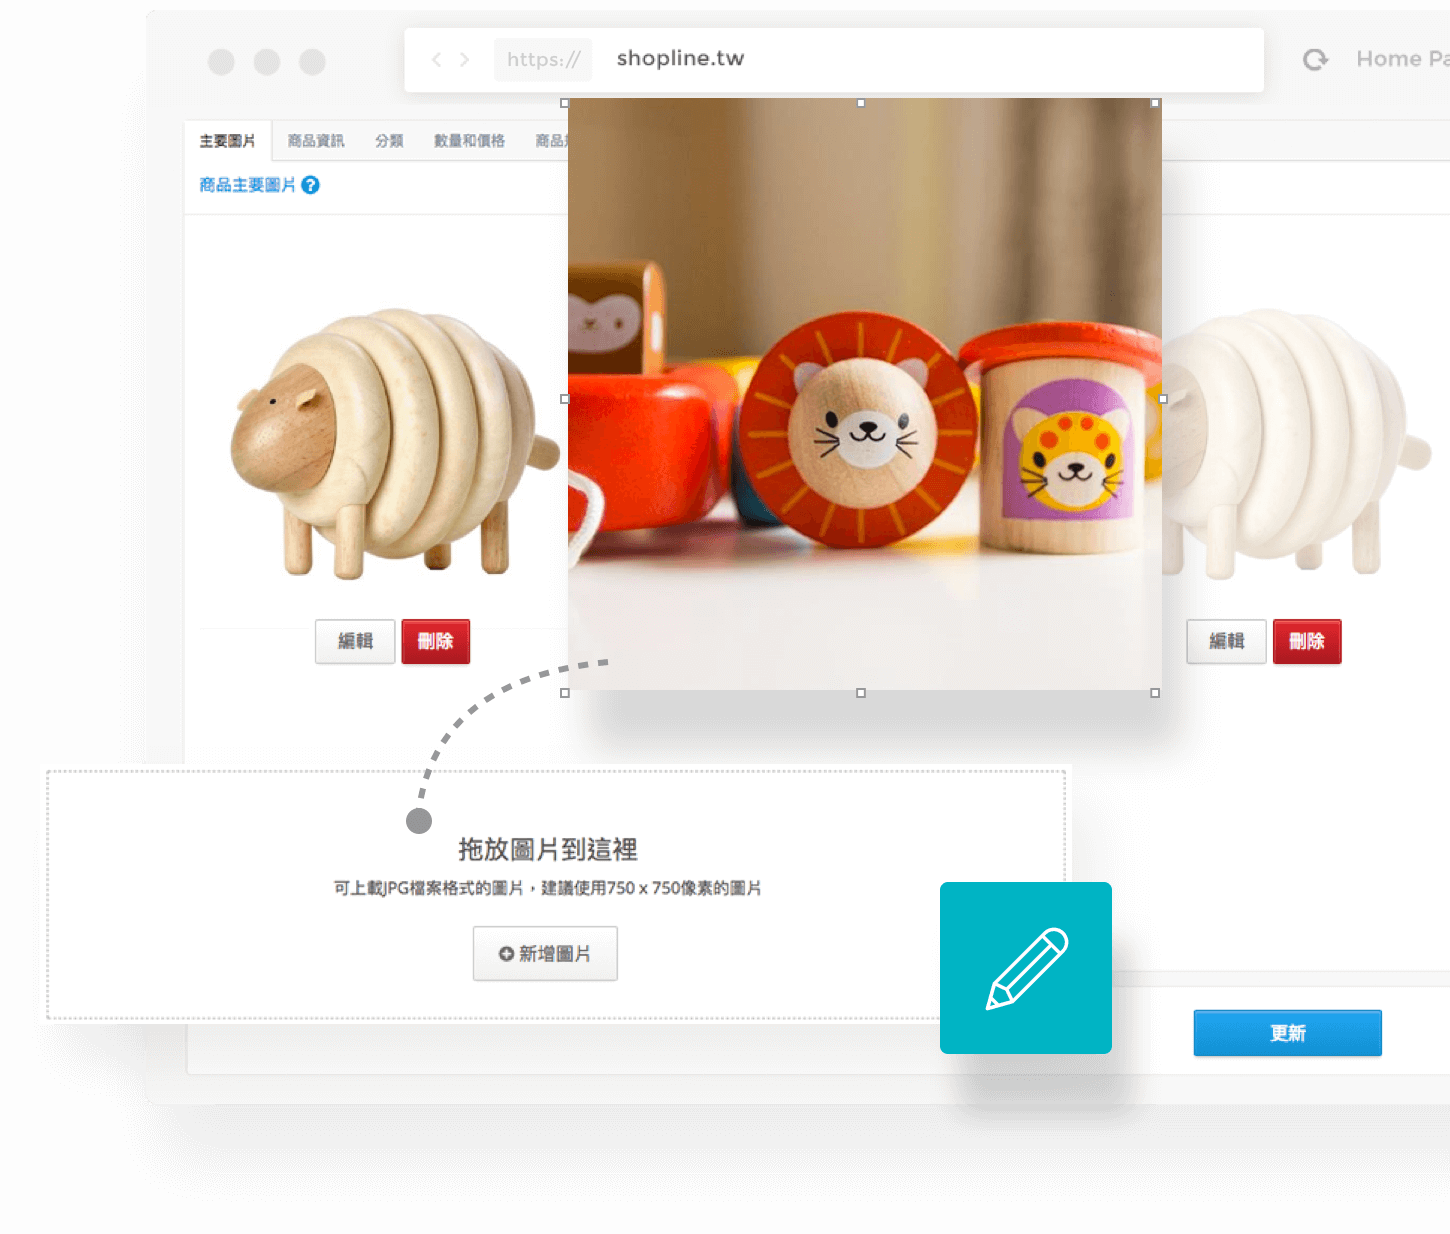 https:// shopline.tw Home
主要圖片 商品資訊 分類 數量和價格 商品
商品主要圖片 ?
編輯 刪除 編輯 刪除
拖放圖片到這裡
可上載JPG檔案格式的圖片，建議使用750 x 750像素的圖片
新增圖片
更新